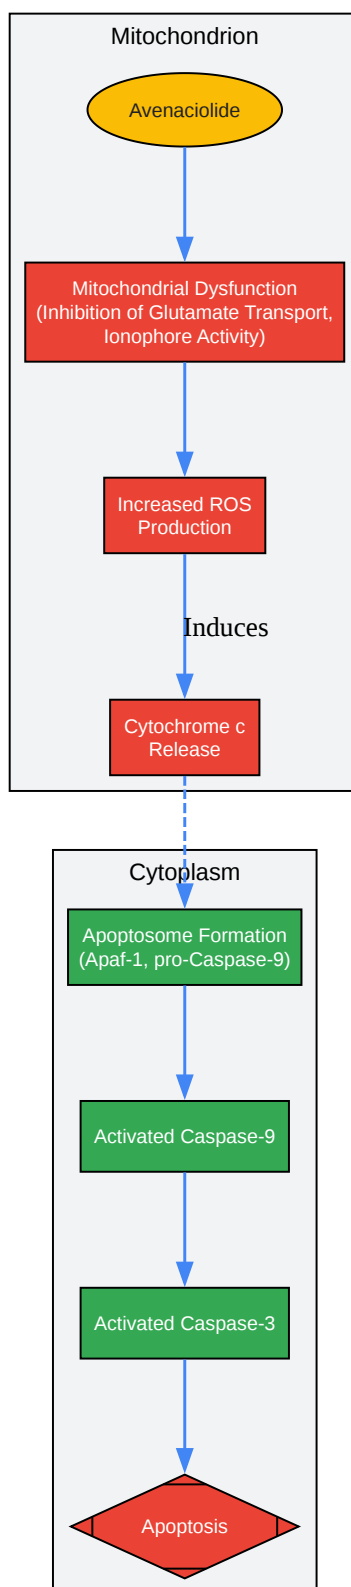 Mitochondrion
Avenaciolide
Mitochondrial Dysfunction
(Inhibition of Glutamate Transport,
Ionophore Activity)
Increased ROS
Production
Induces
Cytochrome c
Release
Cytoplasm
Apoptosome Formation
(Apaf-1, pro-Caspase-9)
Activated Caspase-9
Activated Caspase-3
Apoptosis